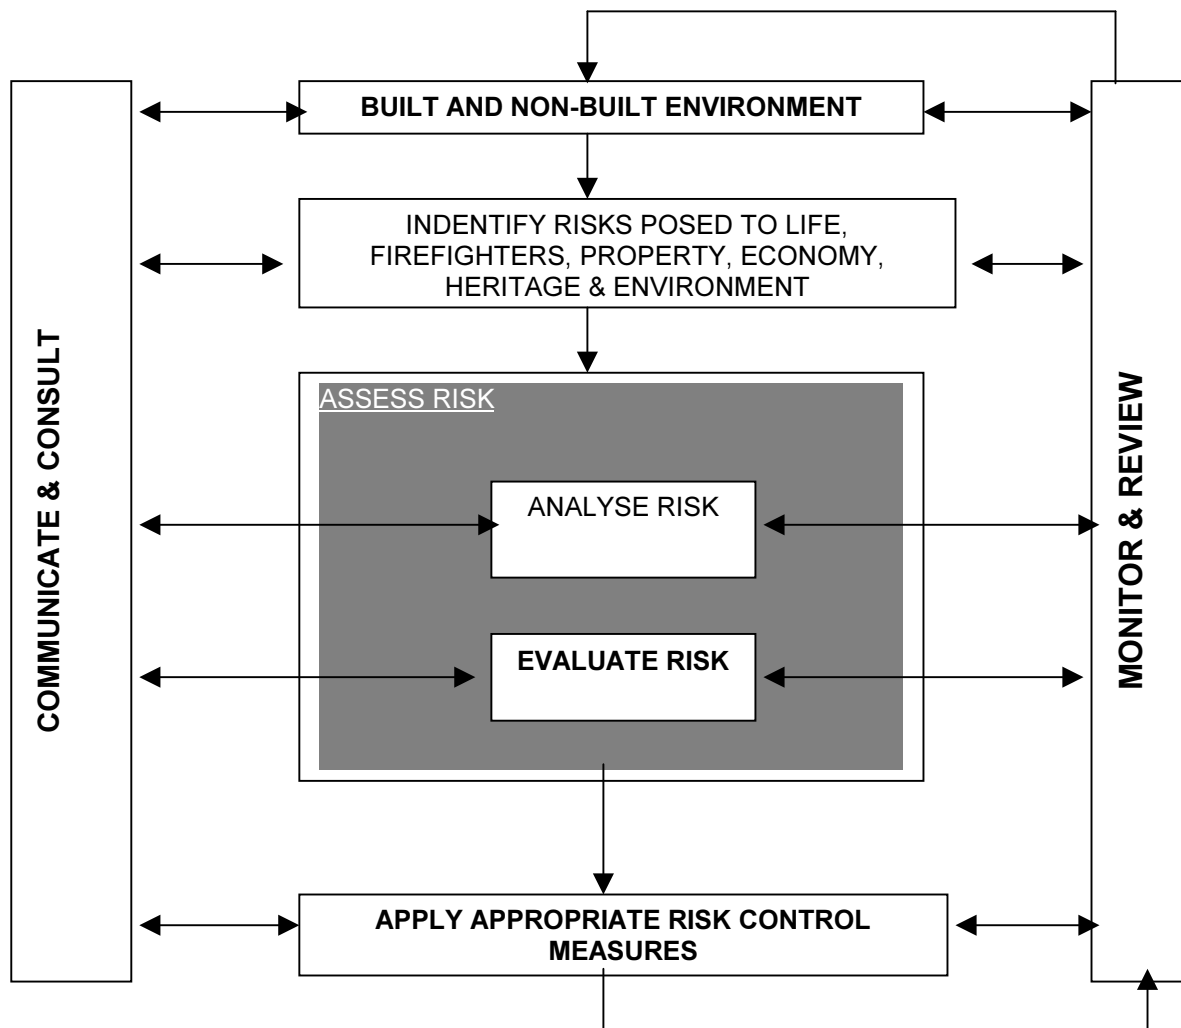 BUILT AND NON-BUILT ENVIRONMENT
INDENTIFY RISKS POSED TO LIFE,
FIREFIGHTERS, PROPERTY, ECONOMY,
HERITAGE & ENVIRONMENT
COMMUNICATE & CONSULT
ASSESS RISK
ANALYSE RISK
EVALUATE RISK
MONITOR & REVIEW
APPLY APPROPRIATE RISK CONTROL
MEASURES